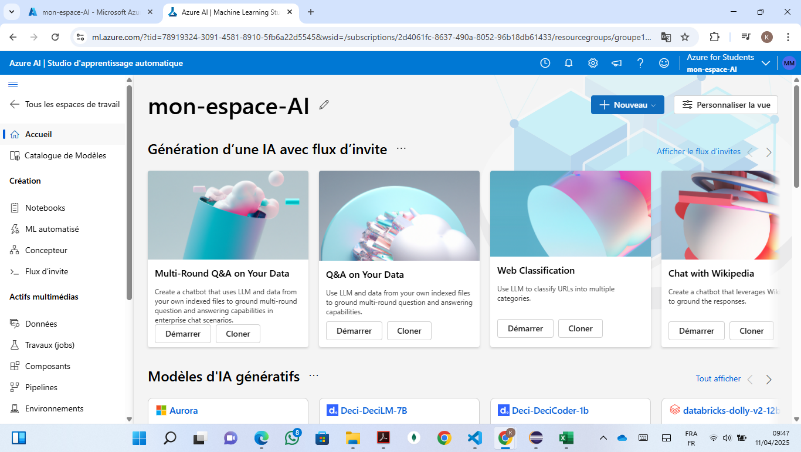 mon-espace-AI - Microsoft Azu
Azure AI | Machine Learning Stu
ml.azure.com/?tid=78919324-3091-4581-8910-5fb6a22d5545&wsid=/subscriptions/2d4061fc-8637-490a-8052-96b18db61433/resourcegroups/groupe1...
K
Azure AI | Studio d'apprentissage automatique
Azure for Students
mon-espace-AI
MM
Tous les espaces de travail
Accueil
Catalogue de Modèles
Création
Notebooks
ML automatisé
Concepteur
Flux d'invite
Actifs multimédias
Données
Travaux (jobs)
Composants
Pipelines
Environnements
mon-espace-AI
Nouveau
Personnaliser la vue
Génération d'une IA avec flux d'invite ...
Afficher le flux d'invites
Multi-Round Q&A on Your Data
Create a chatbot that uses LLM and data from
your own indexed files to ground multi-round
question and answering capabilities in
enterprise chat scenarios.
Démarrer
Cloner
Q&A on Your Data
Use LLM and data from your own indexed files
to ground multi-round question and answering
capabilities.
Démarrer
Cloner
Web Classification
Use LLM to classify URLs into multiple
categories.
Démarrer
Cloner
Chat with Wikipedia
Create a chatbot that leverages Wik
to ground the responses.
Démarrer
Cloner
Modèles d'IA génératifs ...
Tout afficher
Aurora
Deci-DeciLM-7B
Deci-DeciCoder-1b
databricks-dolly-v2-12b
8
K
FRA
FR
09:47
11/04/2025